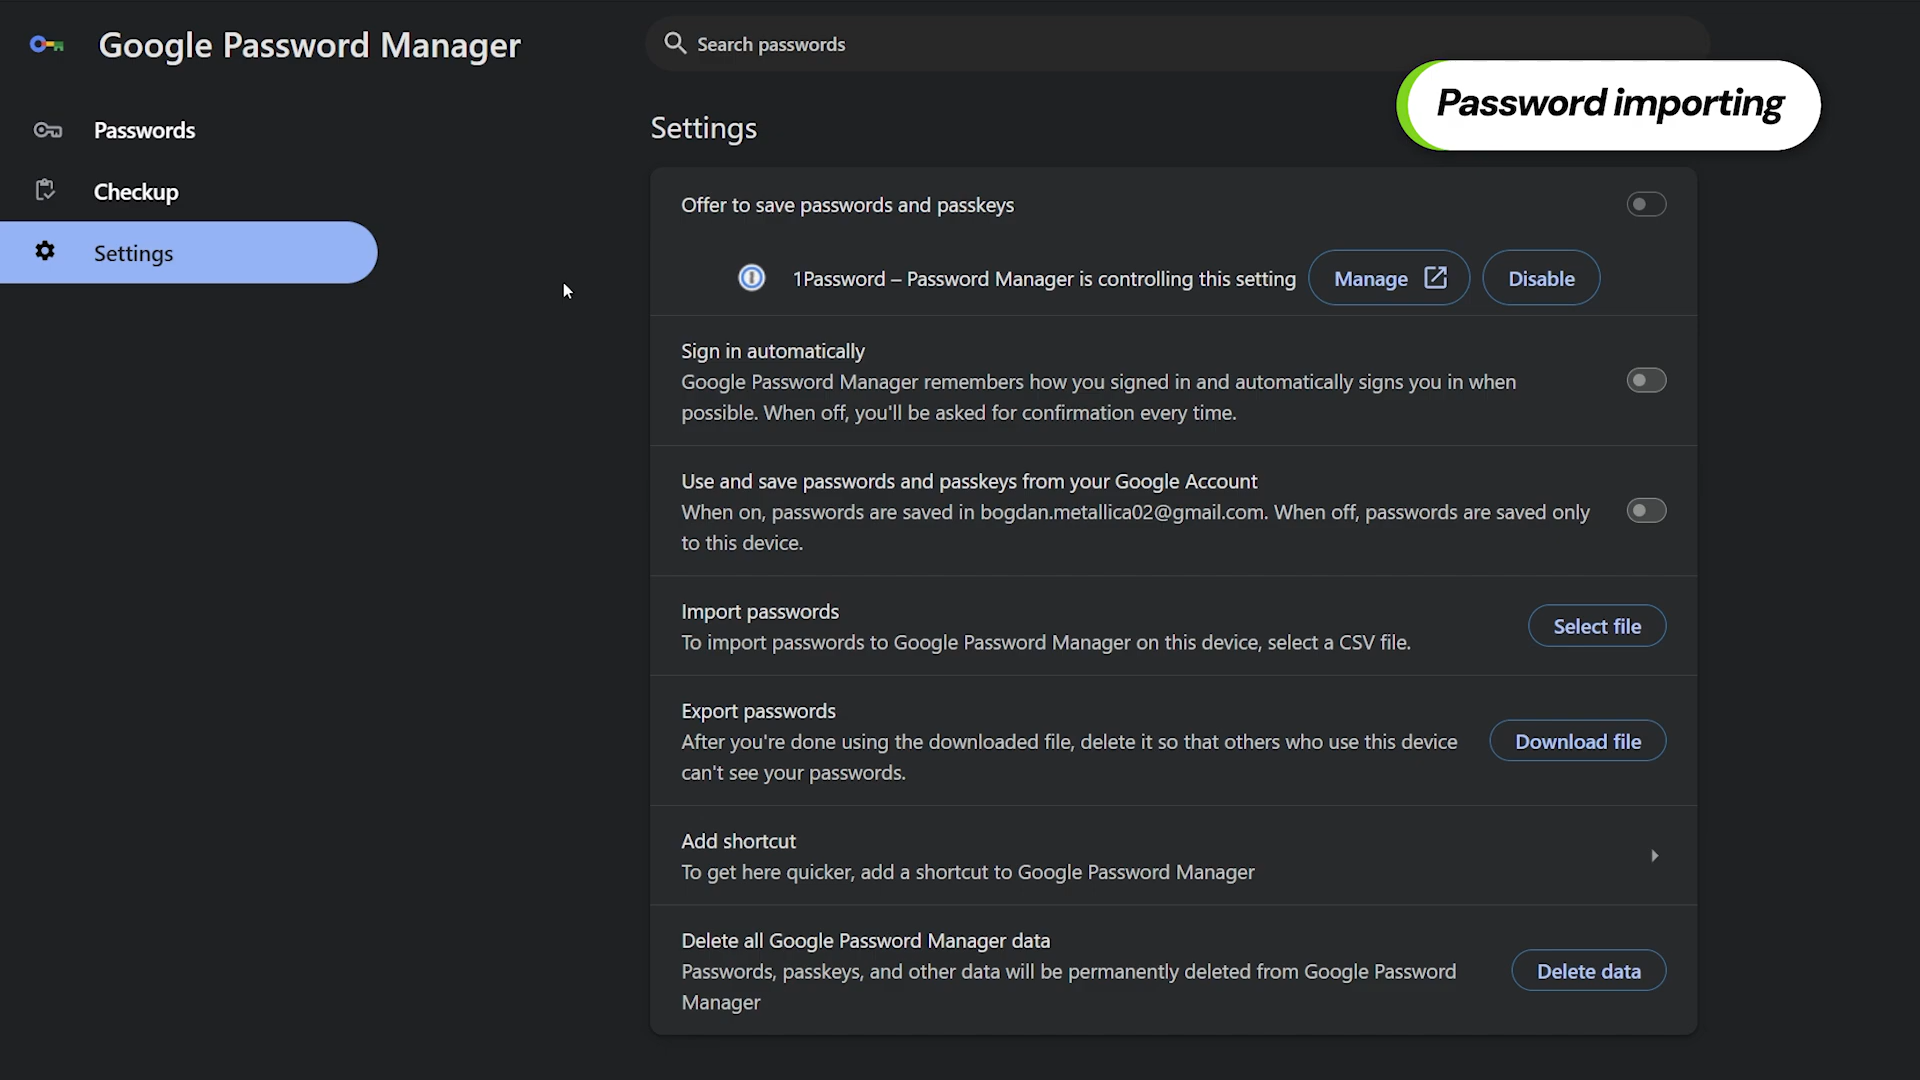 Google Password Manager
Search passwords
Password importing
Passwords
Checkup
Settings
Settings
Offer to save passwords and passkeys
1Password – Password Manager is controlling this setting
Manage
Disable
Sign in automatically
Google Password Manager remembers how you signed in and automatically signs you in when
possible. When off, you'll be asked for confirmation every time.
Use and save passwords and passkeys from your Google Account
When on, passwords are saved in bogdan.metallica02@gmail.com. When off, passwords are saved only
to this device.
Import passwords
To import passwords to Google Password Manager on this device, select a CSV file.
Select file
Export passwords
After you're done using the downloaded file, delete it so that others who use this device
can't see your passwords.
Download file
Add shortcut
To get here quicker, add a shortcut to Google Password Manager
Delete all Google Password Manager data
Passwords, passkeys, and other data will be permanently deleted from Google Password
Manager
Delete data